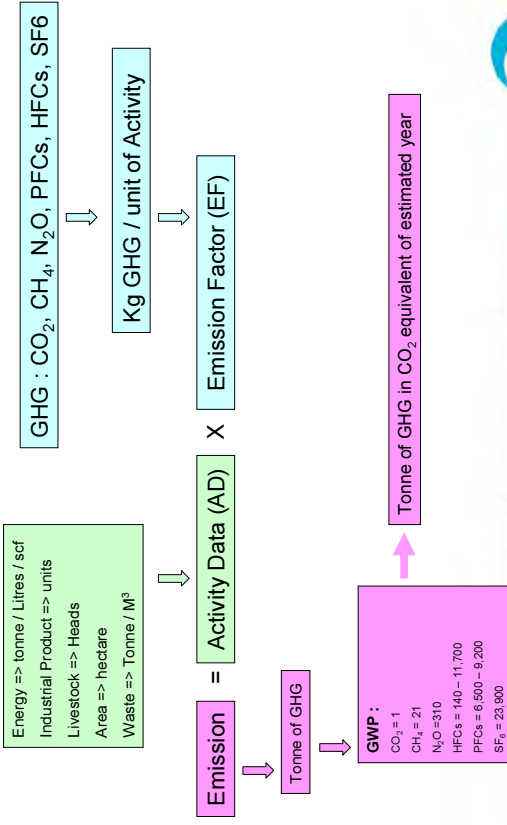 GHG : CO₂, CH₄, N₂O, PFCs, HFCs, SF6
Kg GHG / unit of Activity
Energy => tonne / Litres / scf
Industrial Product => units
Livestock => Heads
Area => hectare
Waste => Tonne / M³
Emission = Activity Data (AD) X Emission Factor (EF)
Tonne of GHG
GWP :
CO₂ = 1
CH₄ = 21
N₂O =310
HFCs = 140 – 11,700
PFCs = 6,500 – 9,200
SF₆ = 23,900
Tonne of GHG in CO₂ equivalent of estimated year